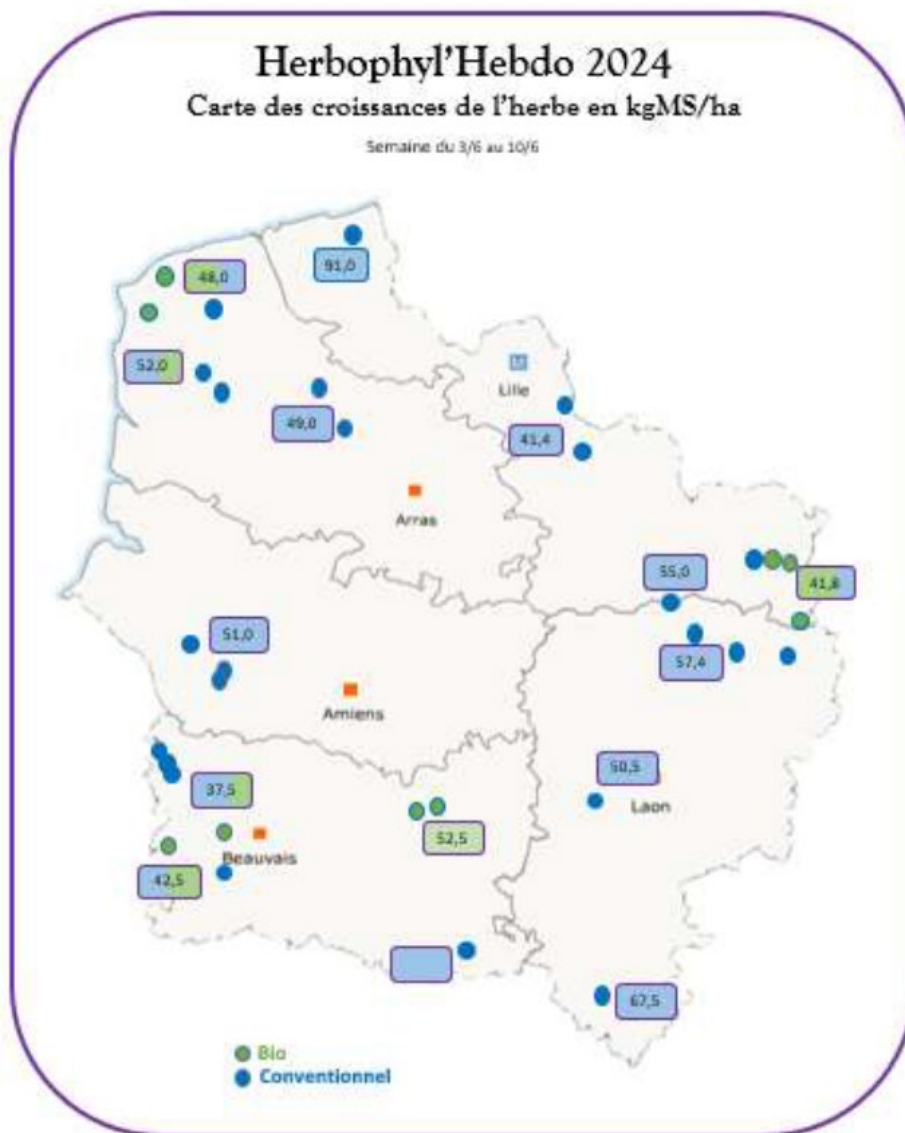 Herbophyl'Hebdo 2024
Carte des croissances de l'herbe en kgMS/ha
Semaine du 3/6 au 10/6
91,0
48,0
52,0
Lille
49,0
41,4
Arras
55,0
41,8
51,0
57,4
Amiens
50,5
37,5
Laon
52,5
Beauvais
42,5
67,5
Bio
Conventionnel